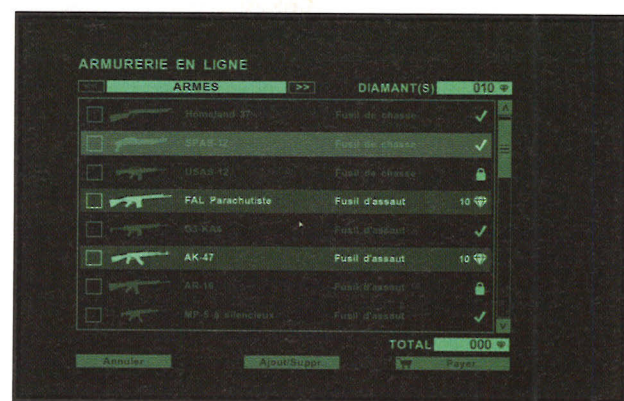 ARMURERIE EN LIGNE
<< ARMES >> DIAMANT(S) 010
Homeland 37 Fusil de chasse
SPAS-12 Fusil de chasse
USAS-12 Fusil de chasse
FAL Parachutiste Fusil d'assaut 10
G3-KA4 Fusil d'assaut
AK-47 Fusil d'assaut 10
AR-16 Fusil d'assaut
MP-5 à silencieux Fusil d'assaut
TOTAL 000
Annuler Ajout/Suppr. Payer